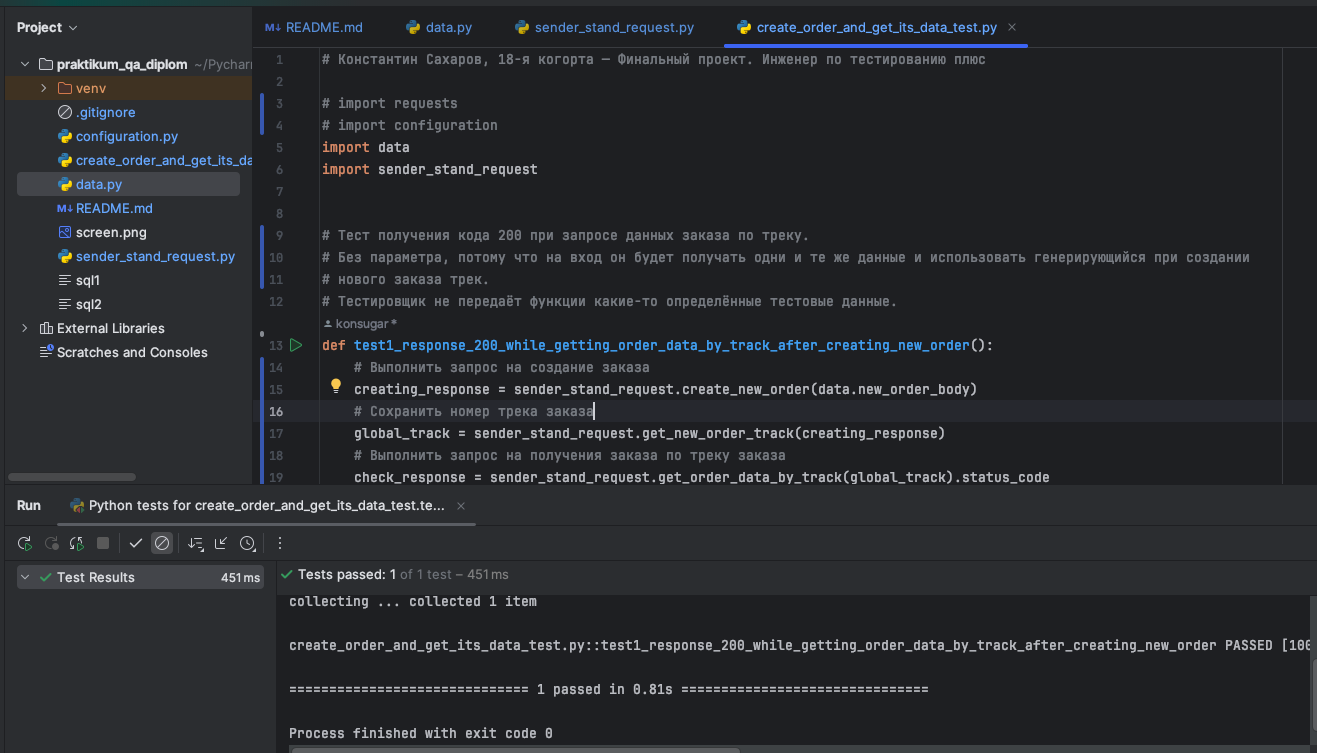 Project
README.md
data.py
sender_stand_request.py
create_order_and_get_its_data_test.py
praktikum_qa_diplom ~/Pycharm
venv
.gitignore
configuration.py
create_order_and_get_its_da
data.py
README.md
screen.png
sender_stand_request.py
sql1
sql2
External Libraries
Scratches and Consoles
1 # Константин Сахаров, 18-я когорта — Финальный проект. Инженер по тестированию плюс
2
3 # import requests
4 # import configuration
5 import data
6 import sender_stand_request
7
8
9 # Тест получения кода 200 при запросе данных заказа по треку.
10 # Без параметра, потому что на вход он будет получать одни и те же данные и использовать генерирующийся при создании
11 # нового заказа трек.
12 # Тестировщик не передаёт функции какие-то определённые тестовые данные.
konsugar *
13 def test1_response_200_while_getting_order_data_by_track_after_creating_new_order():
14 # Выполнить запрос на создание заказа
15 creating_response = sender_stand_request.create_new_order(data.new_order_body)
16 # Сохранить номер трека заказа
17 global_track = sender_stand_request.get_new_order_track(creating_response)
18 # Выполнить запрос на получения заказа по треку заказа
19 check_response = sender_stand_request.get_order_data_by_track(global_track).status_code
Run
Python tests for create_order_and_get_its_data_test.te...
Test Results 451 ms
Tests passed: 1 of 1 test – 451 ms
collecting ... collected 1 item
create_order_and_get_its_data_test.py::test1_response_200_while_getting_order_data_by_track_after_creating_new_order PASSED [100
============================== 1 passed in 0.81s ===============================
Process finished with exit code 0